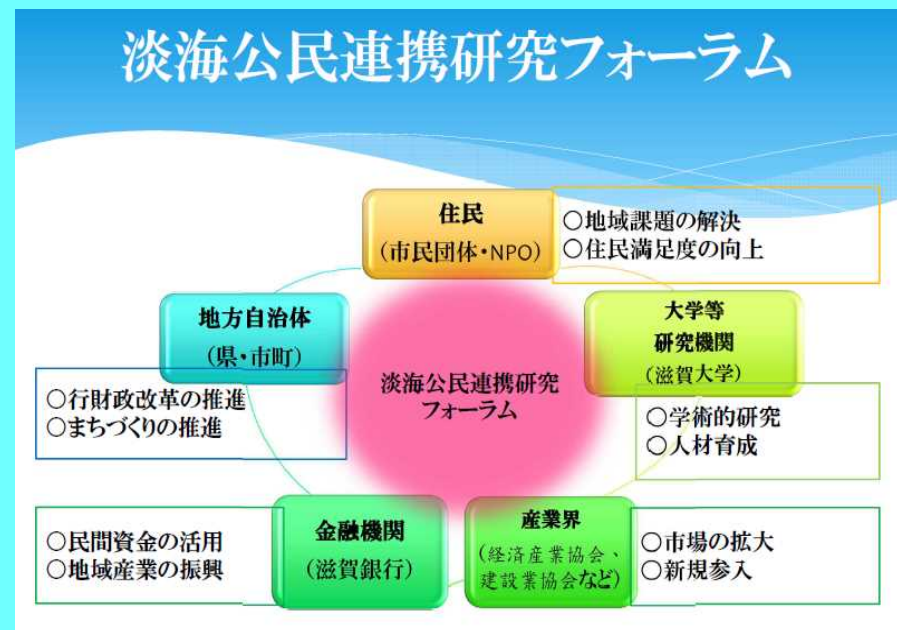 淡海公民連携研究フォーラム
住民
(市民団体・NPO)
○地域課題の解決
○住民満足度の向上
大学等
研究機関
(滋賀大学)
○学術的研究
○人材育成
地方自治体
(県・市町)
○行財政改革の推進
○まちづくりの推進
淡海公民連携研究
フォーラム
金融機関
(滋賀銀行)
○民間資金の活用
○地域産業の振興
産業界
(経済産業協会、
建設業協会など)
○市場の拡大
○新規参入